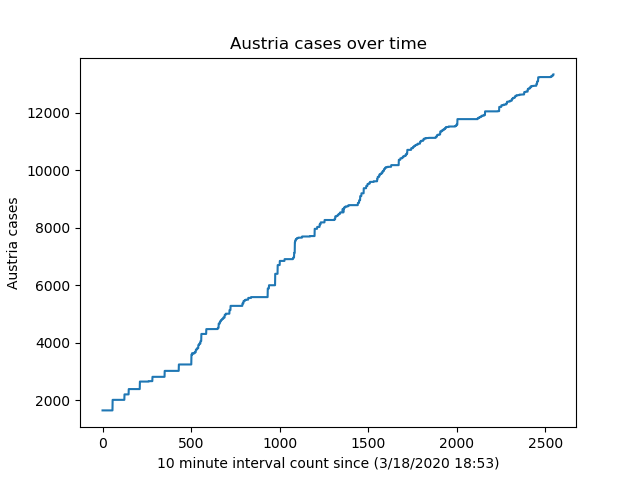 Austria cases over time
Austria cases
12000
10000
8000
6000
4000
2000
0 500 1000 1500 2000 2500
10 minute interval count since (3/18/2020 18:53)